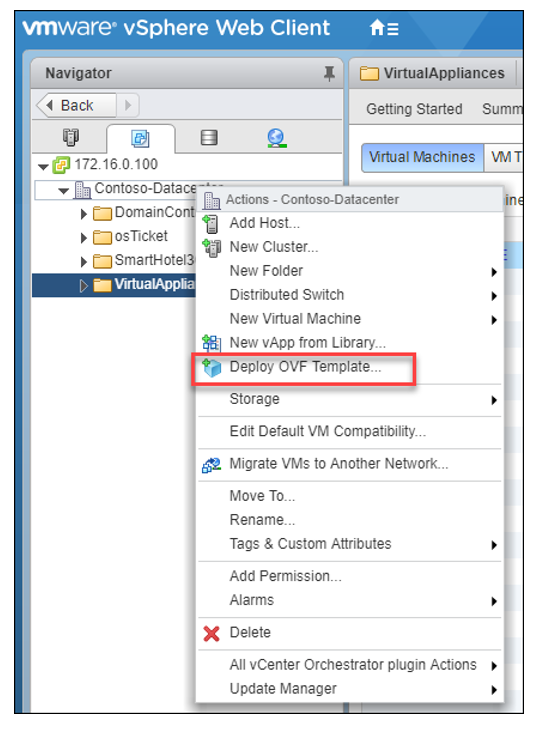 vmware® vSphere Web Client
Navigator
VirtualAppliances
Back
Getting Started Summ
Virtual Machines VM T
172.16.0.100
Contoso-Datacenter
DomainCont
osTicket
SmartHotel3
VirtualApplia
Actions - Contoso-Datacenter
Add Host...
New Cluster...
New Folder
Distributed Switch
New Virtual Machine
New vApp from Library...
Deploy OVF Template...
Storage
Edit Default VM Compatibility...
Migrate VMs to Another Network...
Move To...
Rename...
Tags & Custom Attributes
Add Permission...
Alarms
Delete
All vCenter Orchestrator plugin Actions
Update Manager